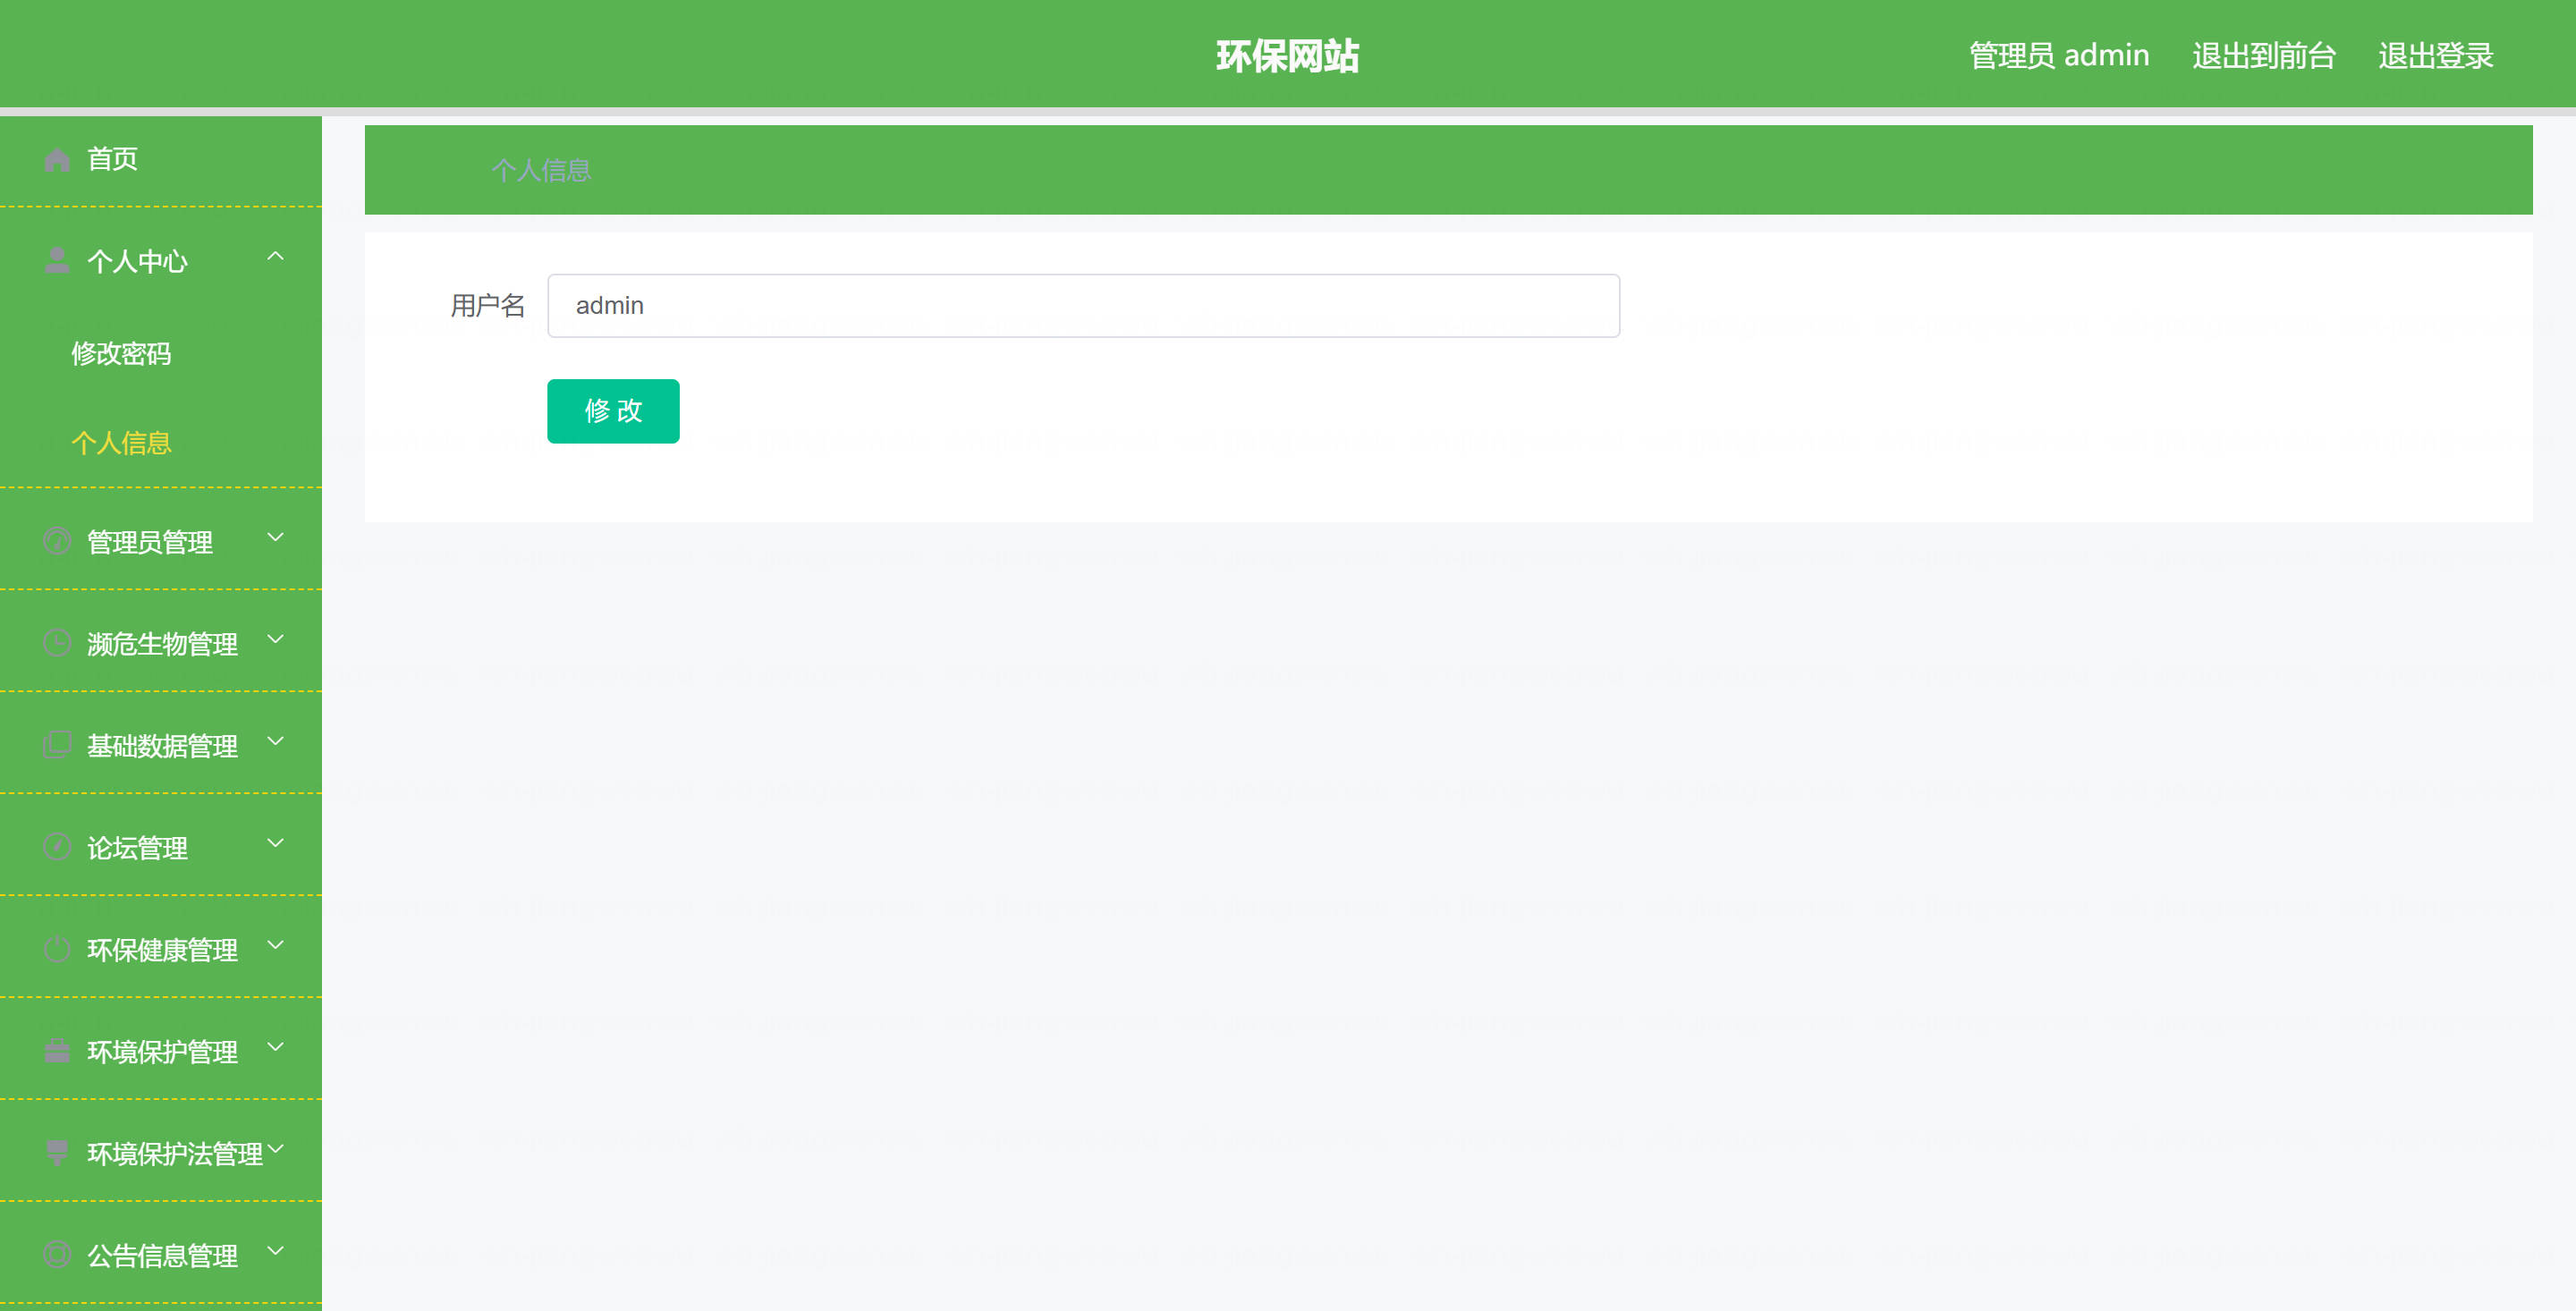 环保网站
管理员 admin 退出到前台 退出登录
首页
个人中心
修改密码
个人信息
管理员管理
濒危生物管理
基础数据管理
论坛管理
环保健康管理
环境保护管理
环境保护法管理
公告信息管理
个人信息
用户名 admin
修 改